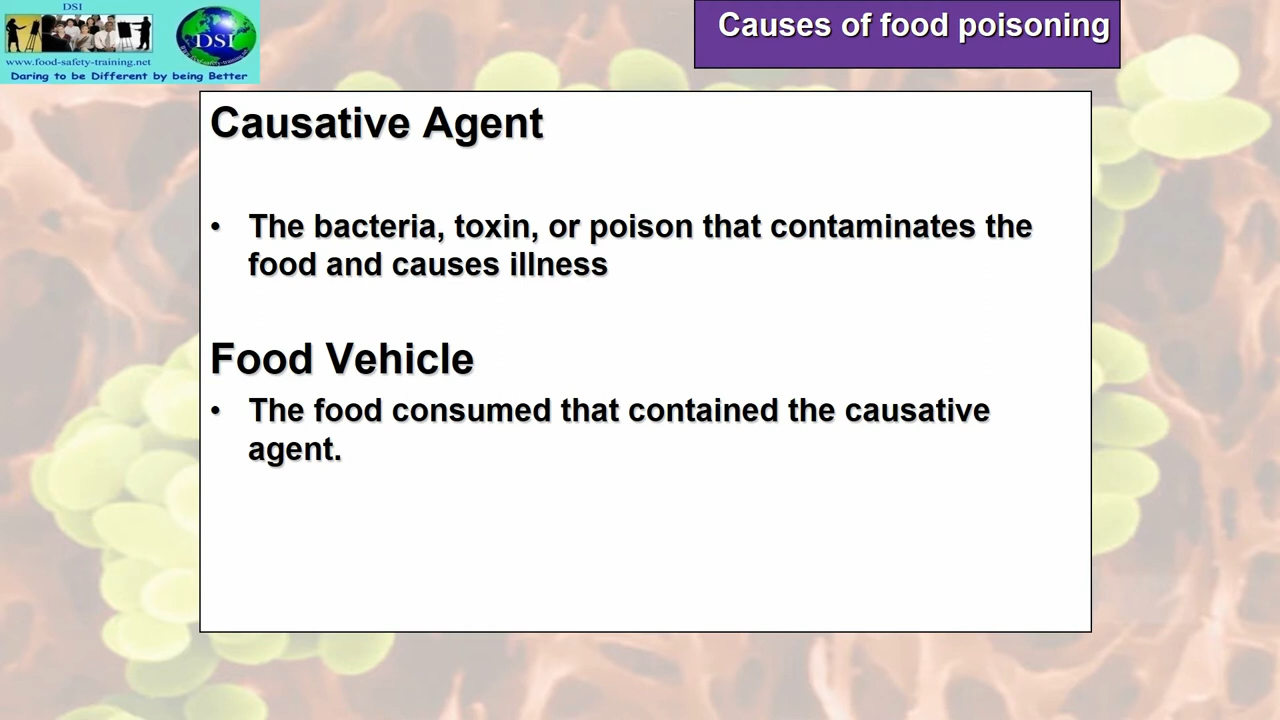 DSI
DSI
www.food-safety-training.net
Daring to be Different by being Better
Causes of food poisoning
Causative Agent
• The bacteria, toxin, or poison that contaminates the
food and causes illness
Food Vehicle
• The food consumed that contained the causative
agent.